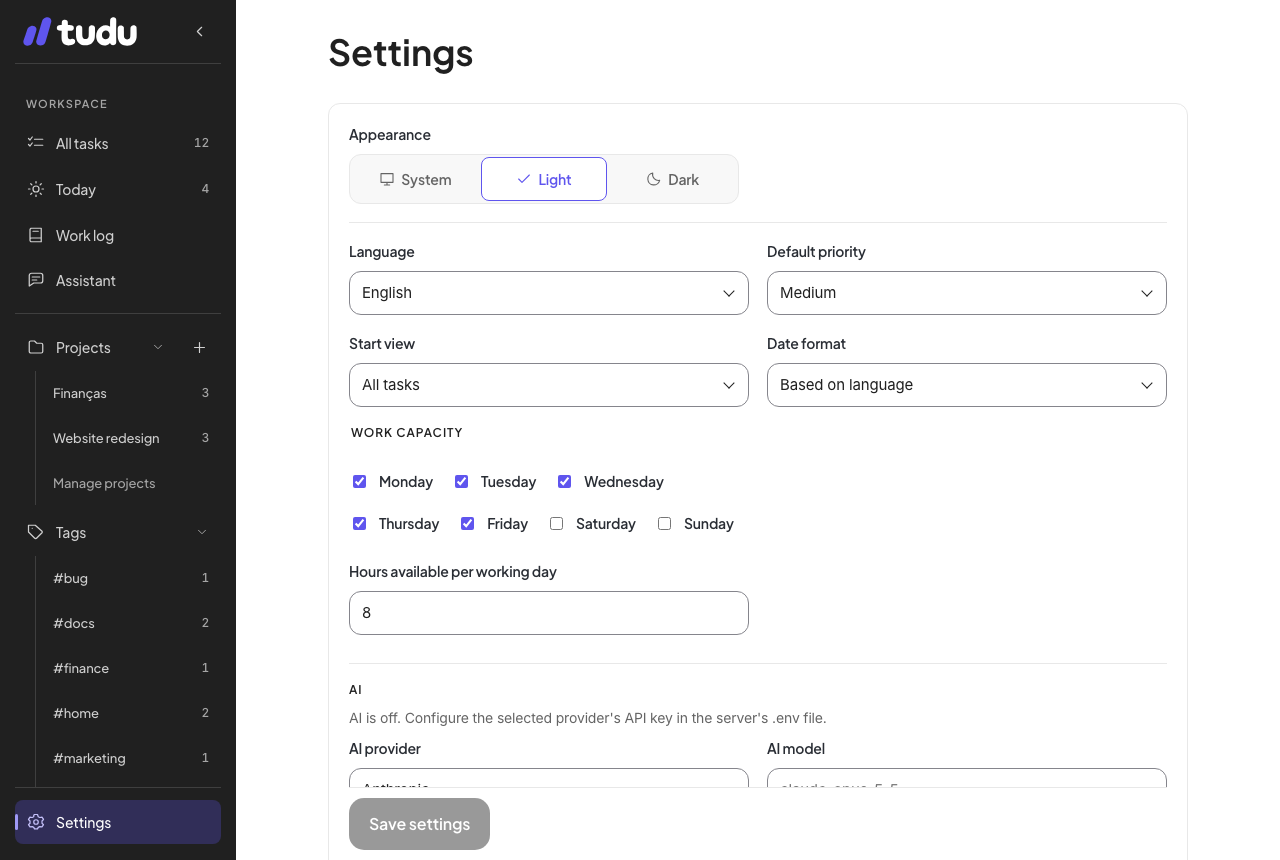 tudu
WORKSPACE
All tasks 12
Today 4
Work log
Assistant
Projects
Finanças 3
Website redesign 3
Manage projects
Tags
#bug 1
#docs 2
#finance 1
#home 2
#marketing 1
Settings
Settings
Appearance
System Light Dark
Language Default priority
English Medium
Start view Date format
All tasks Based on language
WORK CAPACITY
Monday Tuesday Wednesday
Thursday Friday Saturday Sunday
Hours available per working day
8
AI
AI is off. Configure the selected provider's API key in the server's .env file.
AI provider AI model
Anthropic
Save settings